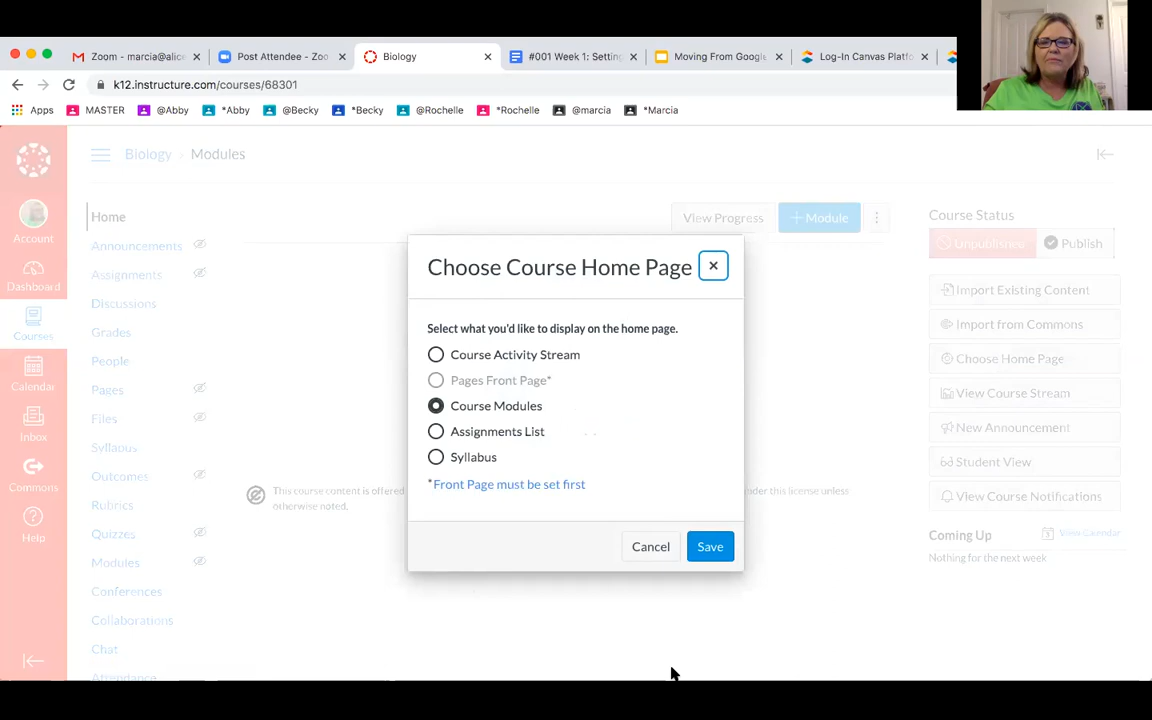 Zoom - marcia@alice
Post Attendee - Zoo
Biology
#001 Week 1: Setting
Moving From Google
Log-In Canvas Platfo
k12.instructure.com/courses/68301
Apps
MASTER
@Abby
*Abby
@Becky
*Becky
@Rochelle
*Rochelle
@marcia
*Marcia
Biology › Modules
Account
Dashboard
Courses
Calendar
Inbox
Commons
Help
Home
Announcements
Assignments
Discussions
Grades
People
Pages
Files
Syllabus
Outcomes
Rubrics
Quizzes
Modules
Conferences
Collaborations
Chat
Attendance
View Progress
+ Module
Choose Course Home Page
Select what you'd like to display on the home page.
Course Activity Stream
Pages Front Page*
Course Modules
Assignments List
Syllabus
*Front Page must be set first
Cancel
Save
This course content is offered
under this license unless
otherwise noted.
Course Status
Unpublished
Publish
Import Existing Content
Import from Commons
Choose Home Page
View Course Stream
New Announcement
Student View
View Course Notifications
Coming Up
View Calendar
Nothing for the next week